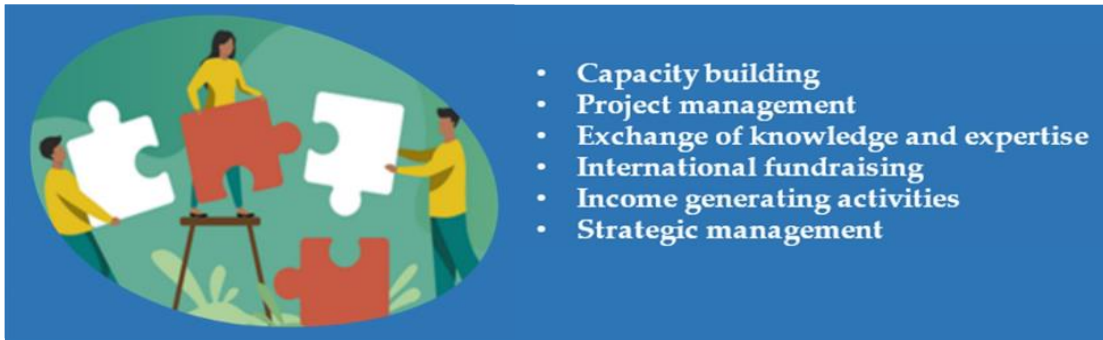 • Capacity building
• Project management
• Exchange of knowledge and expertise
• International fundraising
• Income generating activities
• Strategic management